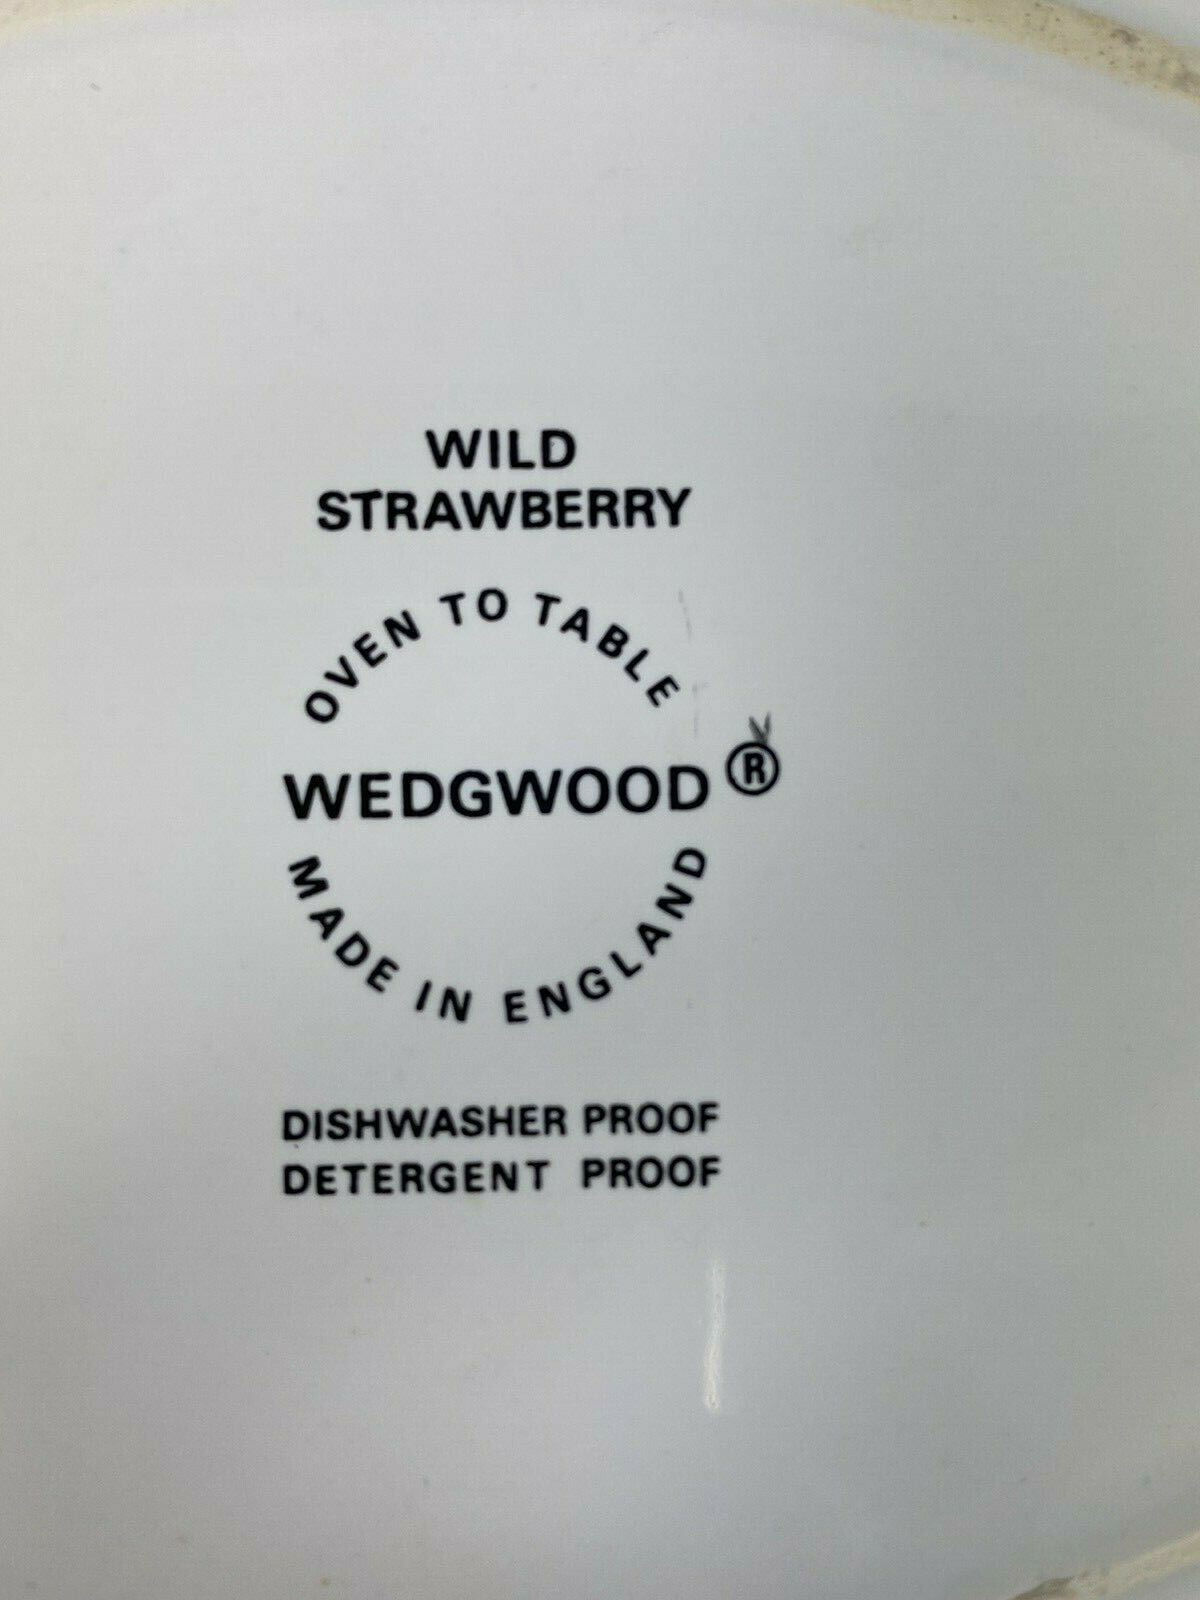 WILD
STRAWBERRY
OVEN TO TABLE
WEDGWOOD ®
MADE IN ENGLAND
DISHWASHER PROOF
DETERGENT PROOF